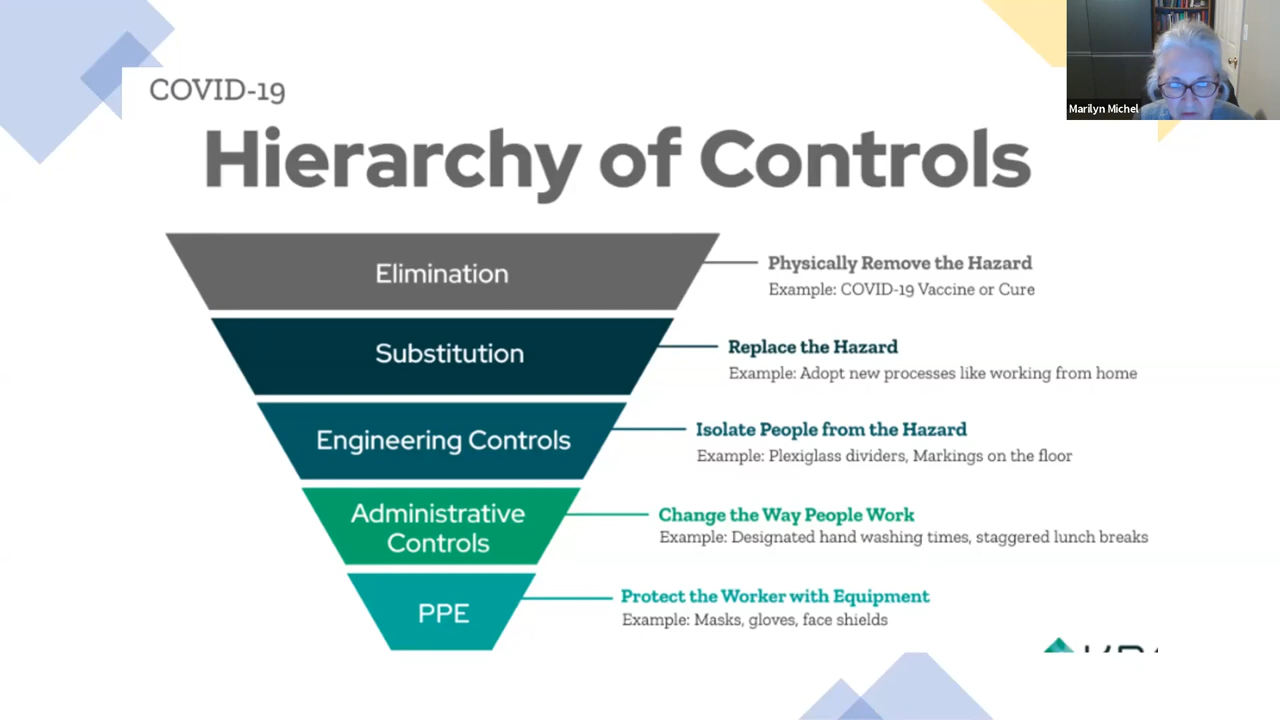 COVID-19
Marilyn Michel
Hierarchy of Controls
Elimination
Physically Remove the Hazard
Example: COVID-19 Vaccine or Cure
Substitution
Replace the Hazard
Example: Adopt new processes like working from home
Engineering Controls
Isolate People from the Hazard
Example: Plexiglass dividers, Markings on the floor
Administrative
Controls
Change the Way People Work
Example: Designated hand washing times, staggered lunch breaks
PPE
Protect the Worker with Equipment
Example: Masks, gloves, face shields